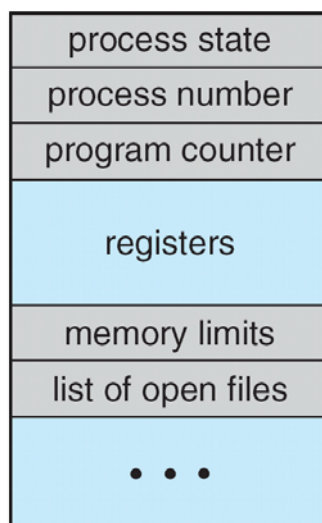 process state
process number
program counter
registers
memory limits
list of open files
• • •